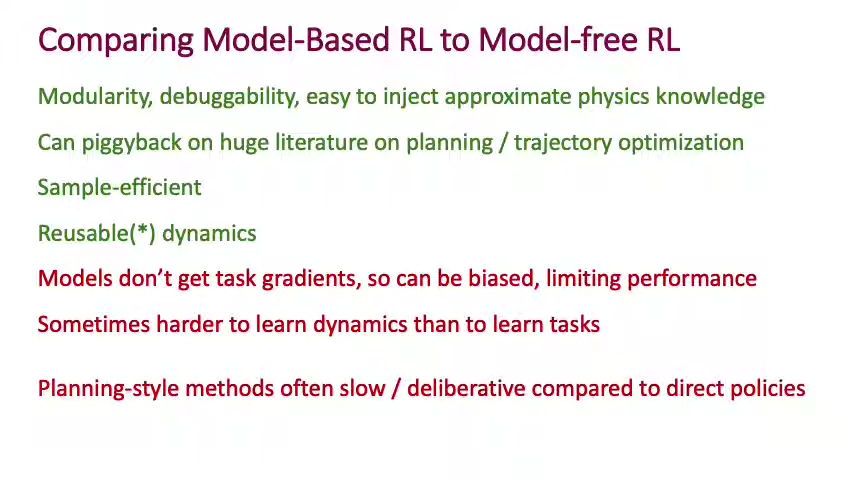 Comparing Model-Based RL to Model-free RL
Modularity, debuggability, easy to inject approximate physics knowledge
Can piggyback on huge literature on planning / trajectory optimization
Sample-efficient
Reusable(*) dynamics
Models don’t get task gradients, so can be biased, limiting performance
Sometimes harder to learn dynamics than to learn tasks
Planning-style methods often slow / deliberative compared to direct policies